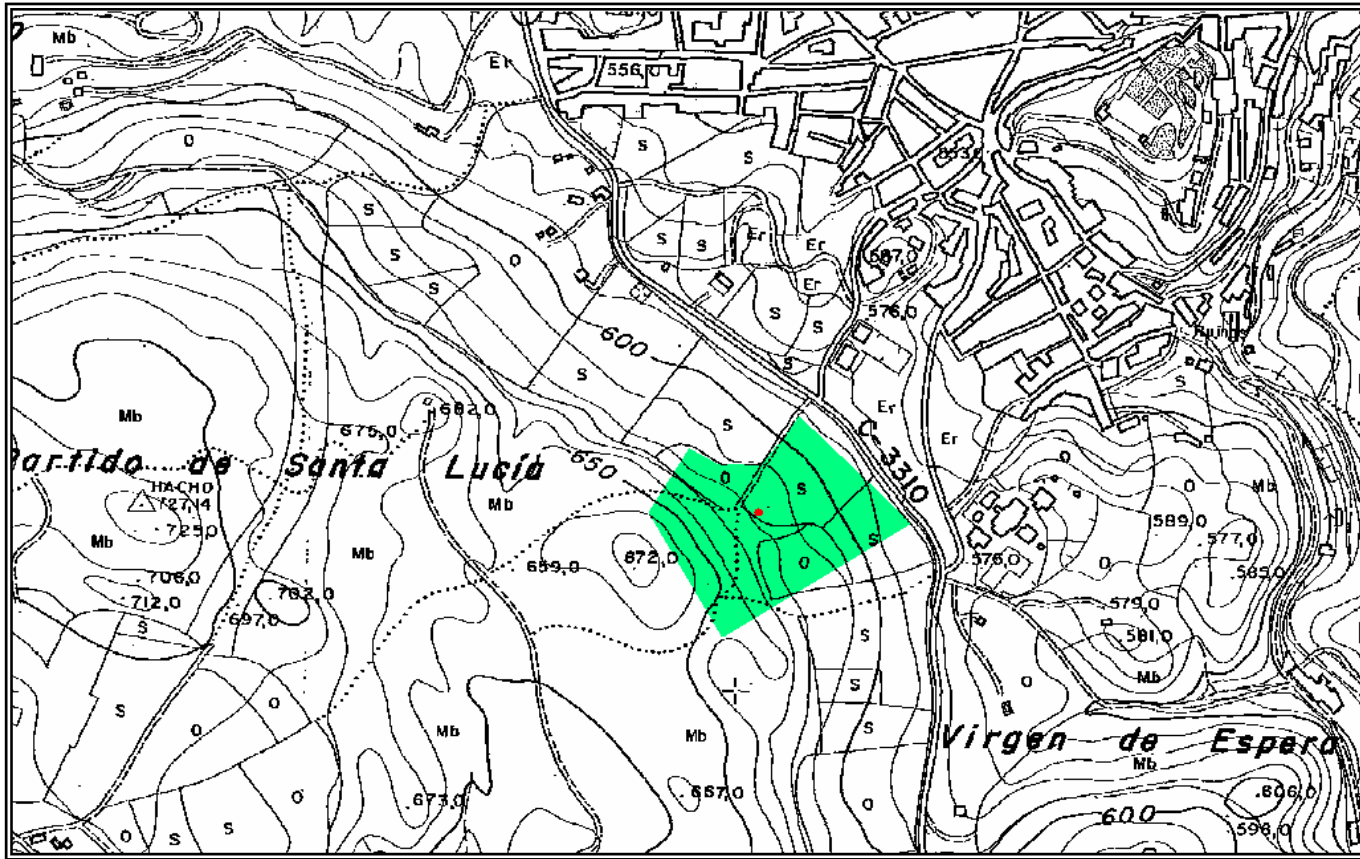 Mb
Er
556,0
O
S
S
S
S
S
Er
Er
Er
587,0
O
S
576,0
S
S
Ruinas
600
S
S
S
Er
Er
C-3310
Mb
682,0
675,0
S
O
Partido de Santa Lucía
650
O
S
O
Mb
HACHO
727,14
725,0
Mb
Mb
Mb
589,0
577,0
S
576,0
O
585,0
659,0
672,0
O
706,0
712,0
702,0
697,0
579,0
581,0
S
S
Mb
O
S
O
O
S
Mb
Mb
S
Virgen de Espera
Mb
O
673,0
667,0
O
600
606,0
598,0
O
S
S